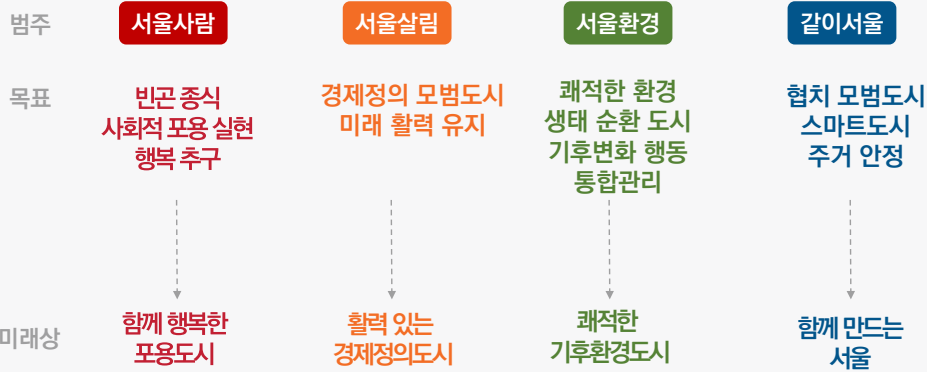 범주
서울사람
서울살림
서울환경
같이서울
목표
빈곤 종식
사회적 포용 실현
행복 추구
경제정의 모범도시
미래 활력 유지
쾌적한 환경
생태 순환 도시
기후변화 행동
통합관리
협치 모범도시
스마트도시
주거 안정
미래상
함께 행복한
포용도시
활력 있는
경제정의도시
쾌적한
기후환경도시
함께 만드는
서울